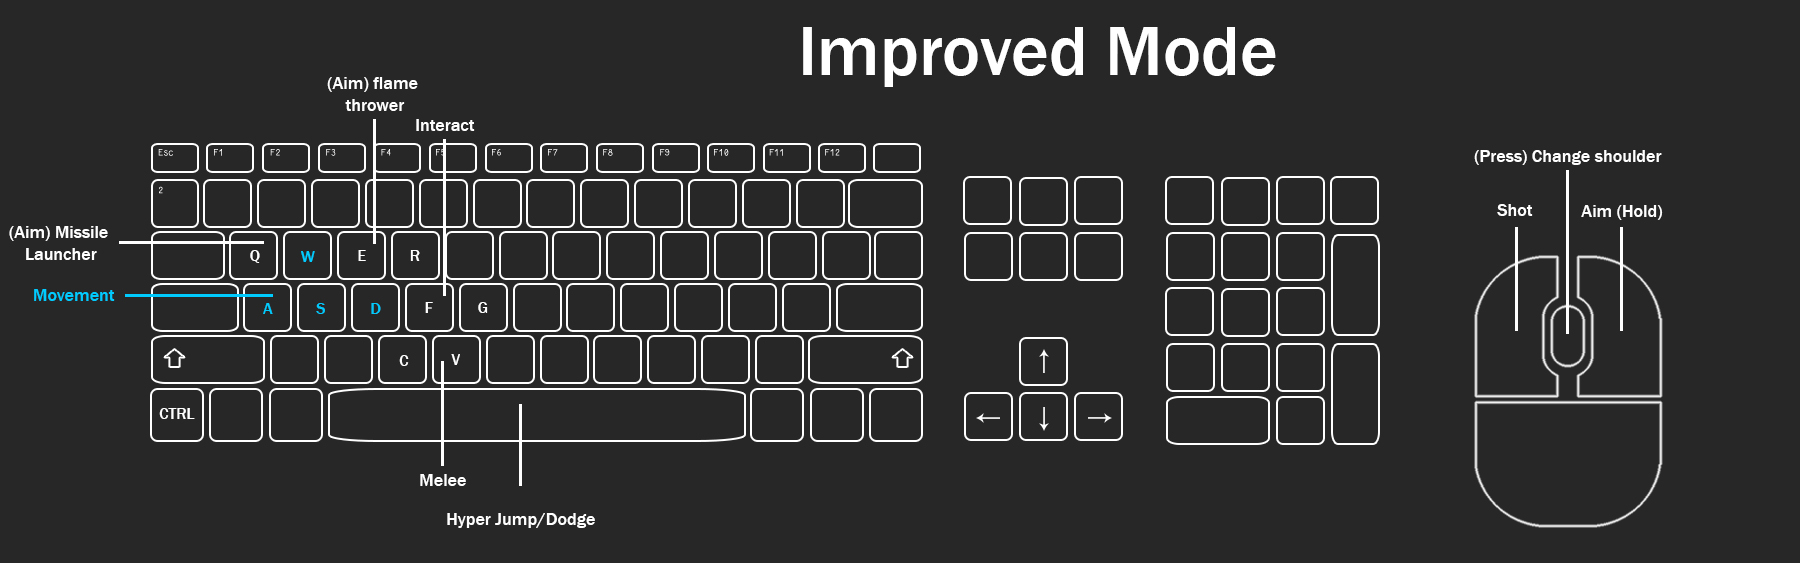 Improved Mode
(Aim) flame
thrower
Interact
(Press) Change shoulder
Shot
Aim (Hold)
Esc F1 F2 F3 F4 F5 F6 F7 F8 F9 F10 F11 F12
2
(Aim) Missile
Launcher
Q W E R
Movement
A S D F G
C V
CTRL
Melee
Hyper Jump/Dodge